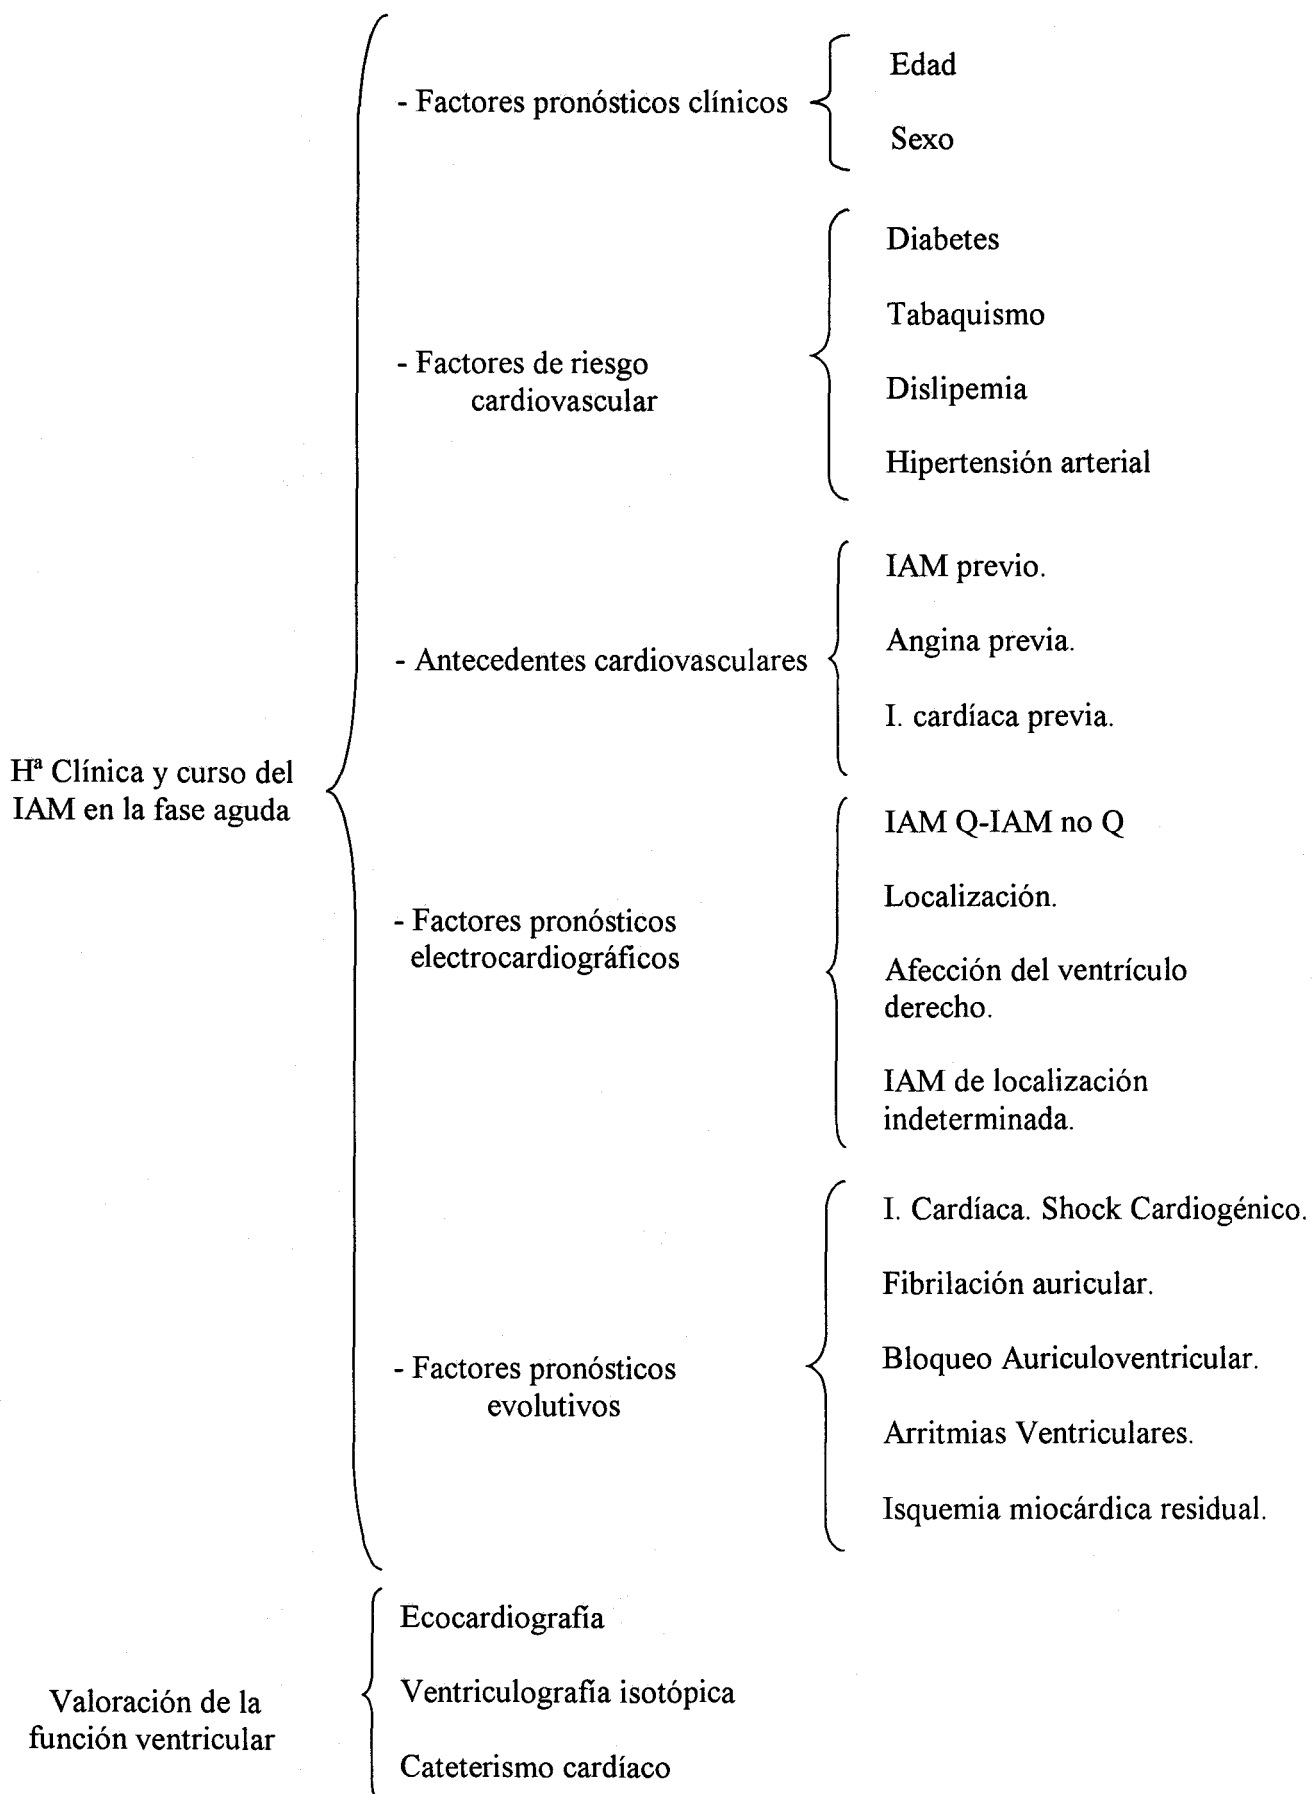 - Factores pronósticos clínicos
Edad
Sexo
- Factores de riesgo
cardiovascular
Diabetes
Tabaquismo
Dislipemia
Hipertensión arterial
- Antecedentes cardiovasculares
IAM previo.
Angina previa.
I. cardíaca previa.
Hª Clínica y curso del
IAM en la fase aguda
- Factores pronósticos
electrocardiográficos
IAM Q-IAM no Q
Localización.
Afección del ventrículo
derecho.
IAM de localización
indeterminada.
- Factores pronósticos
evolutivos
I. Cardíaca. Shock Cardiogénico.
Fibrilación auricular.
Bloqueo Auriculoventricular.
Arritmias Ventriculares.
Isquemia miocárdica residual.
Valoración de la
función ventricular
Ecocardiografía
Ventriculografía isotópica
Cateterismo cardíaco